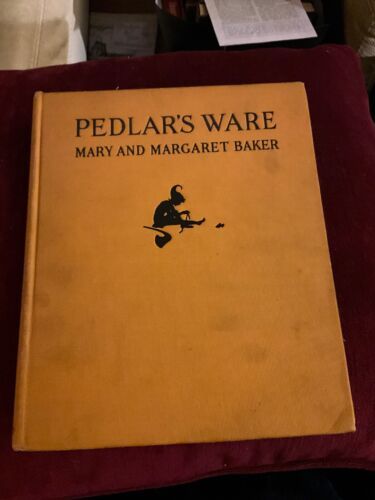 PEDLAR'S WARE
MARY AND MARGARET BAKER